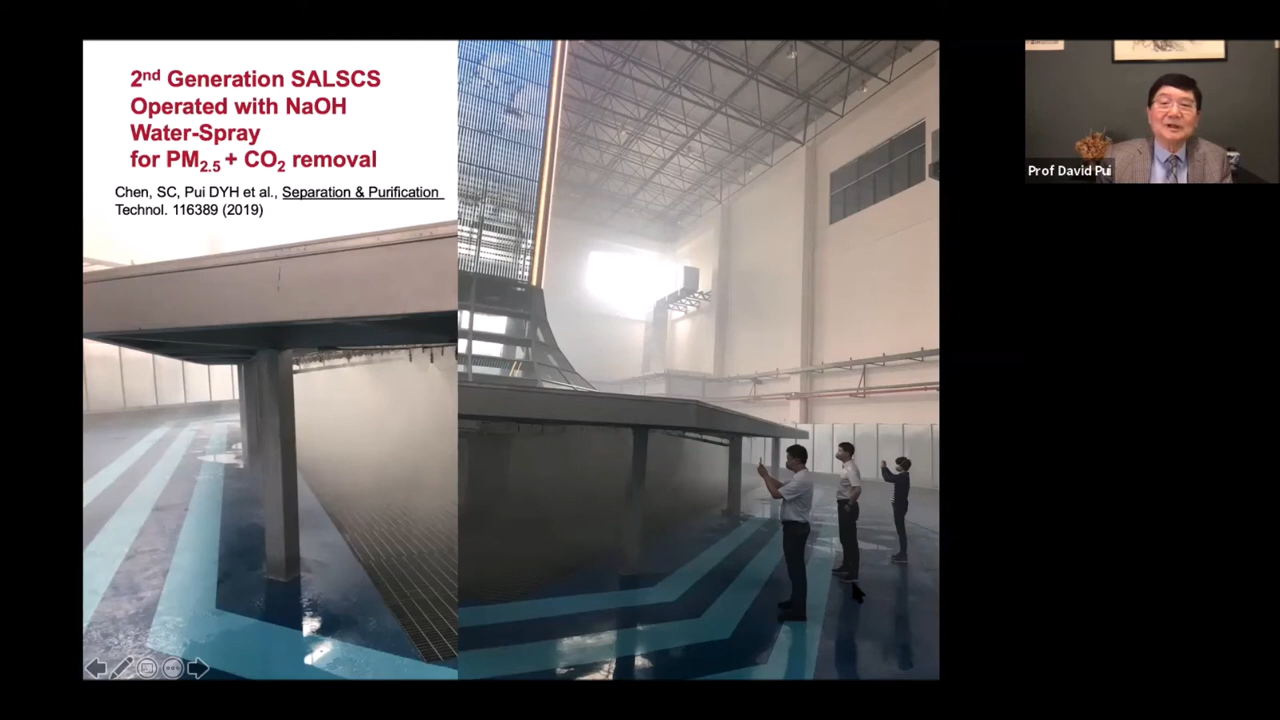 2nd Generation SALSCS
Operated with NaOH
Water-Spray
for PM2.5 + CO2 removal
Chen, SC, Pui DYH et al., Separation & Purification
Technol. 116389 (2019)
Prof David Pui